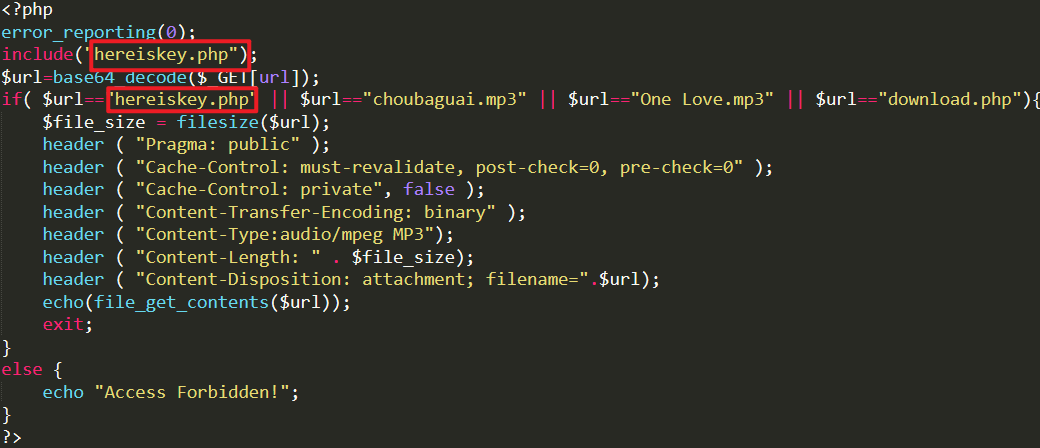 <?php
error_reporting(0);
include("hereiskey.php");
$url=base64_decode($_GET[url]);
if( $url=="hereiskey.php" || $url=="choubaguai.mp3" || $url=="One Love.mp3" || $url=="download.php"){
    $file_size = filesize($url);
    header ( "Pragma: public" );
    header ( "Cache-Control: must-revalidate, post-check=0, pre-check=0" );
    header ( "Cache-Control: private", false );
    header ( "Content-Transfer-Encoding: binary" );
    header ( "Content-Type:audio/mpeg MP3");
    header ( "Content-Length: " . $file_size);
    header ( "Content-Disposition: attachment; filename=".$url);
    echo(file_get_contents($url));
    exit;
}
else {
    echo "Access Forbidden!";
}
?>